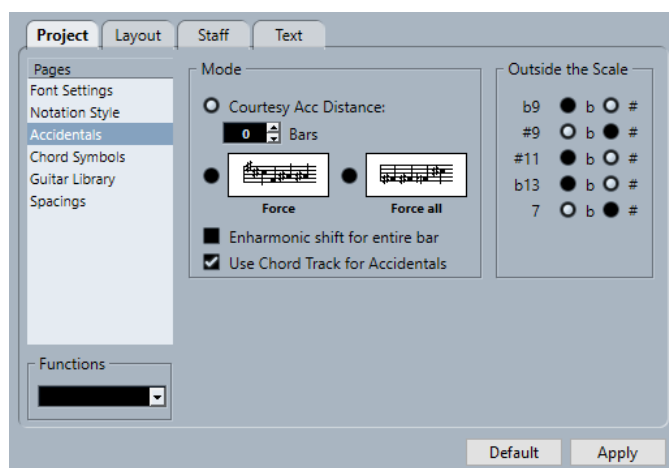 Project Layout Staff Text
Pages
Font Settings
Notation Style
Accidentals
Chord Symbols
Guitar Library
Spacings
Functions
Mode
Courtesy Acc Distance:
0 Bars
Force Force all
Enharmonic shift for entire bar
Use Chord Track for Accidentals
Outside the Scale
b9 b #
#9 b #
#11 b #
b13 b #
7 b #
Default Apply